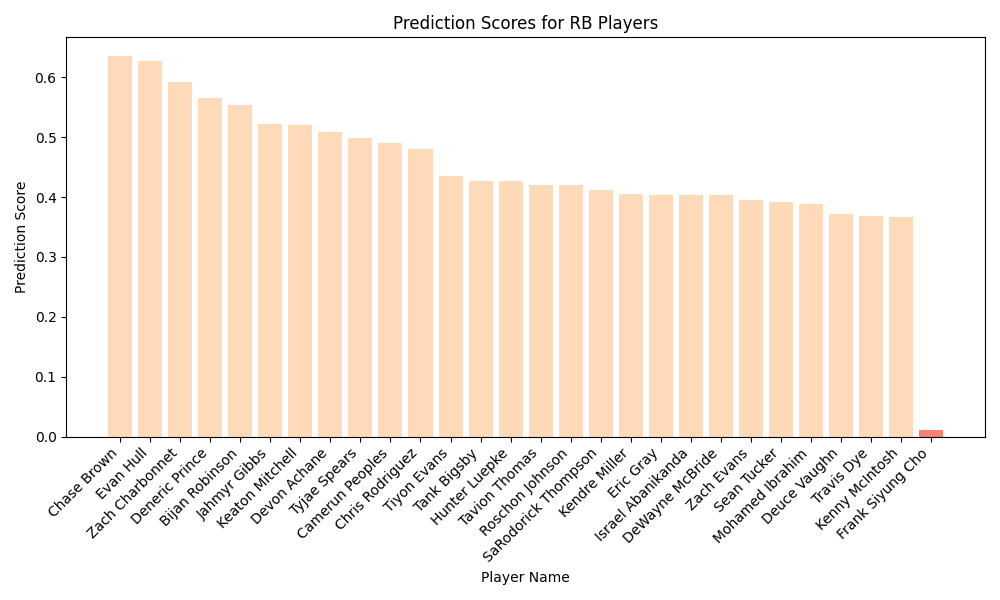 Prediction Scores for RB Players
Prediction Score
0.6
0.5
0.4
0.3
0.2
0.1
0.0
Chase Brown
Evan Hull
Zach Charbonnet
Deneric Prince
Bijan Robinson
Jahmyr Gibbs
Keaton Mitchell
Devon Achane
Tyjae Spears
Camerun Peoples
Chris Rodriguez
Tiyon Evans
Tank Bigsby
Hunter Luepke
Tavion Thomas
Roschon Johnson
SaRodorick Thompson
Kendre Miller
Eric Gray
Israel Abanikanda
DeWayne McBride
Zach Evans
Sean Tucker
Mohamed Ibrahim
Deuce Vaughn
Travis Dye
Kenny McIntosh
Frank Siyung Cho
Player Name